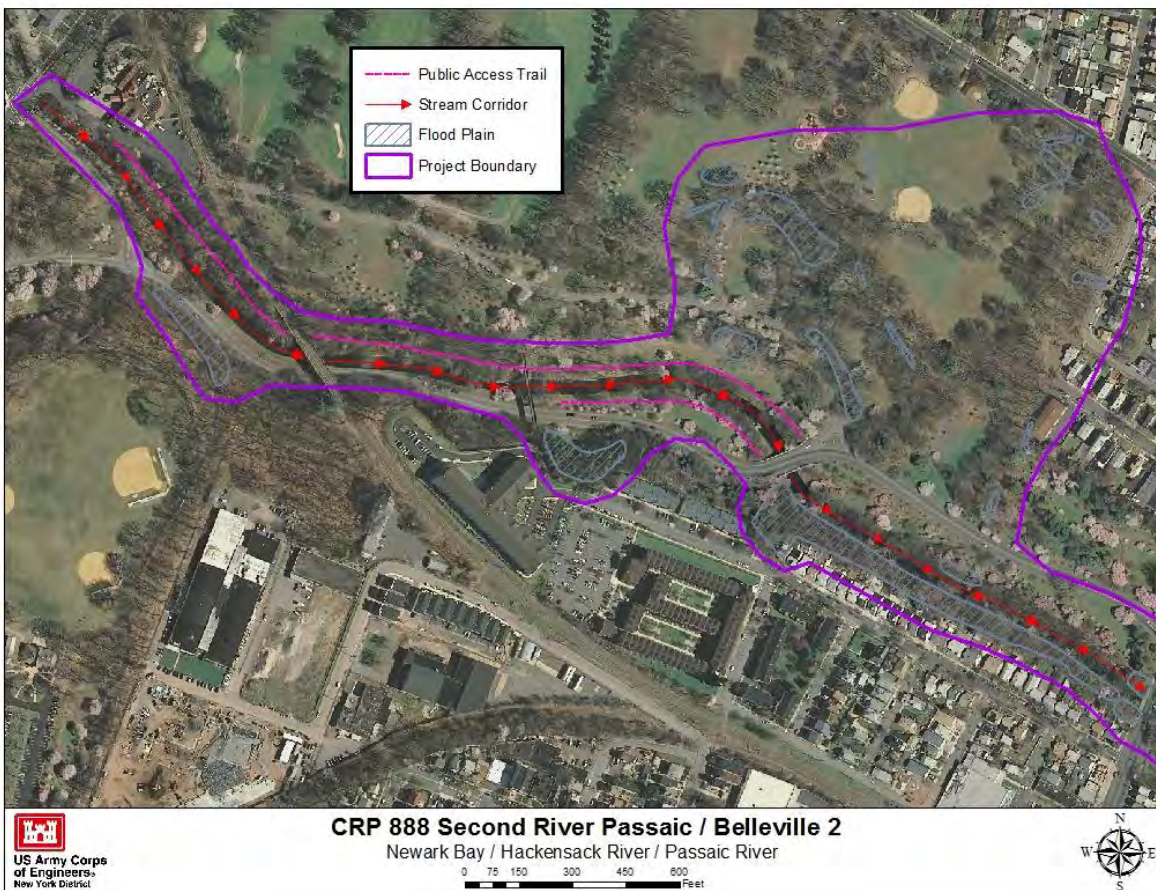 Public Access Trail
Stream Corridor
Flood Plain
Project Boundary
US Army Corps
of Engineers®
New York District
CRP 888 Second River Passaic / Belleville 2
Newark Bay / Hackensack River / Passaic River
0 75 150 300 450 600
Feet
N
W E
S